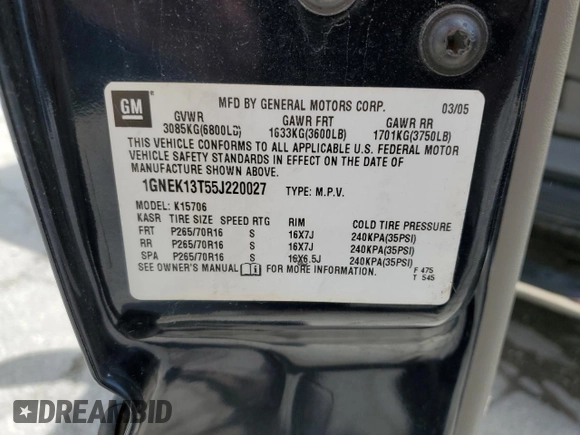 GM
MFD BY GENERAL MOTORS CORP. 03/05
GVWR GAWR FRT GAWR RR
3085KG(6800LB) 1633KG(3600LB) 1701KG(3750LB)
THIS VEHICLE CONFORMS TO ALL APPLICABLE U.S. FEDERAL MOTOR
VEHICLE SAFETY STANDARDS IN EFFECT ON THE DATE OF
MANUFACTURE SHOWN ABOVE.
1GNEK13T55J220027 TYPE: M.P.V.
MODEL: K15706
KASR TIRE SIZE SPEED RTG RIM COLD TIRE PRESSURE
FRT P265/70R16 S 16X7J 240KPA(35PSI)
RR P265/70R16 S 16X7J 240KPA(35PSI)
SPA P265/70R16 S 16X6.5J 240KPA(35PSI)
SEE OWNER'S MANUAL FOR MORE INFORMATION.
F 475
T 545
DREAMBID